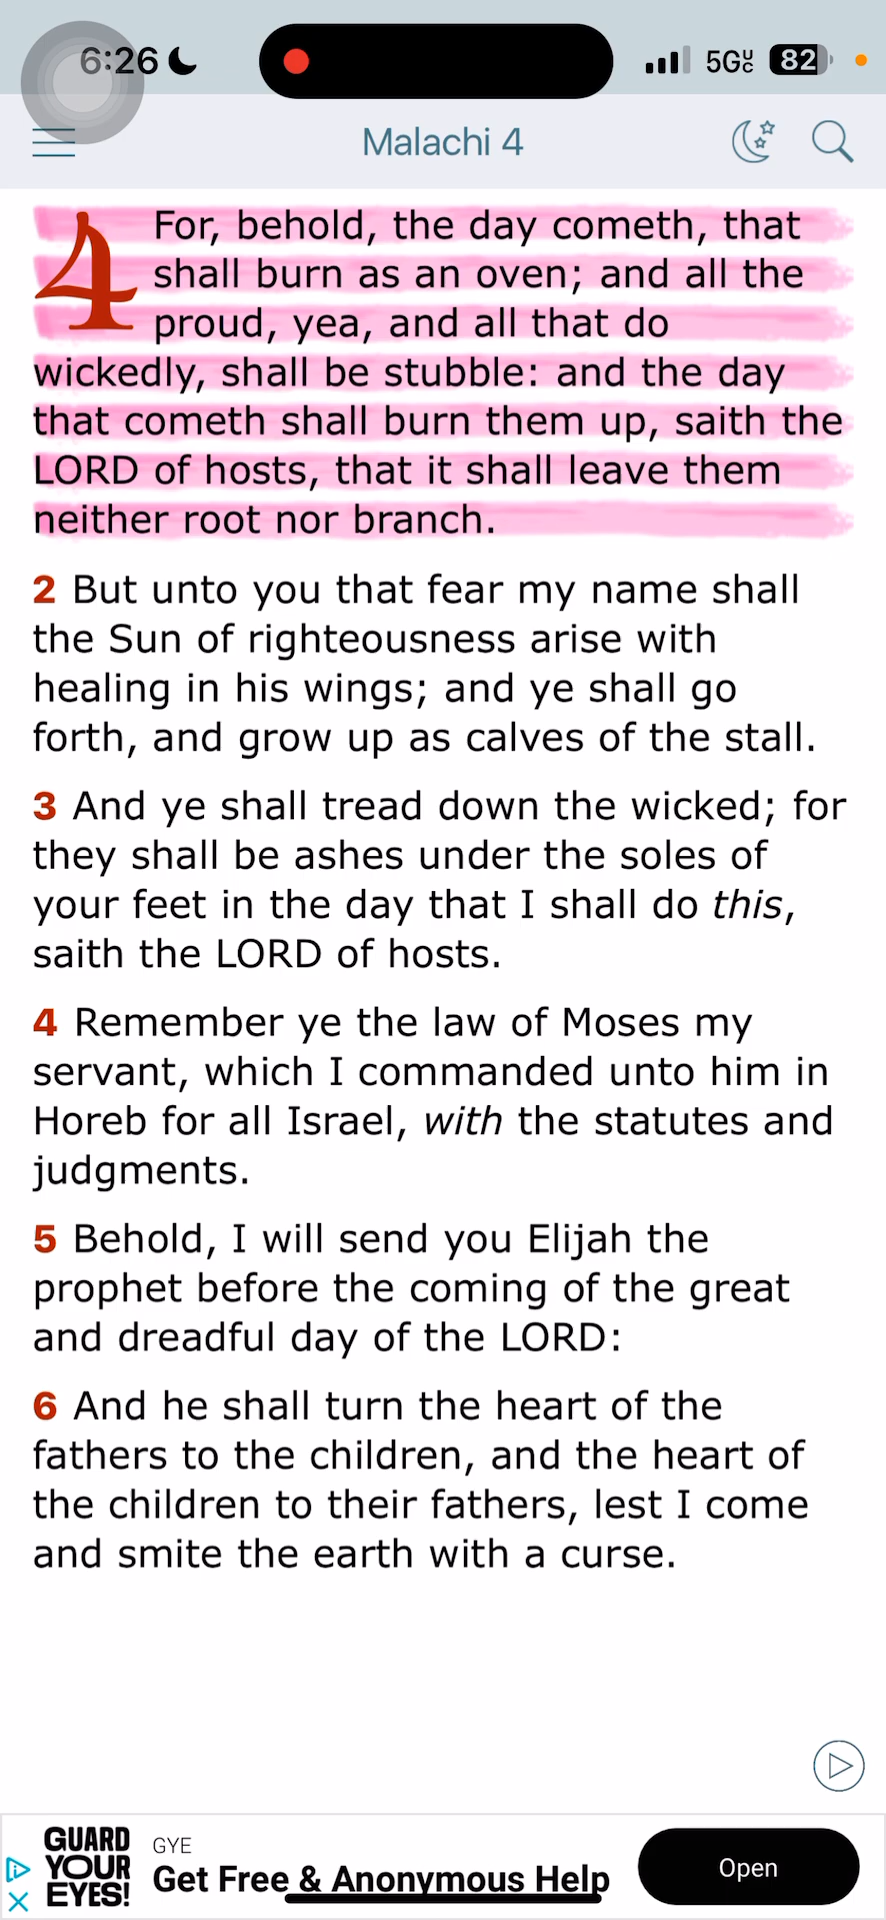 6:26
5G
82
Malachi 4
4 For, behold, the day cometh, that
shall burn as an oven; and all the
proud, yea, and all that do
wickedly, shall be stubble: and the day
that cometh shall burn them up, saith the
LORD of hosts, that it shall leave them
neither root nor branch.
2 But unto you that fear my name shall
the Sun of righteousness arise with
healing in his wings; and ye shall go
forth, and grow up as calves of the stall.
3 And ye shall tread down the wicked; for
they shall be ashes under the soles of
your feet in the day that I shall do this,
saith the LORD of hosts.
4 Remember ye the law of Moses my
servant, which I commanded unto him in
Horeb for all Israel, with the statutes and
judgments.
5 Behold, I will send you Elijah the
prophet before the coming of the great
and dreadful day of the LORD:
6 And he shall turn the heart of the
fathers to the children, and the heart of
the children to their fathers, lest I come
and smite the earth with a curse.
GUARD
YOUR
EYES!
GYE
Get Free & Anonymous Help
Open